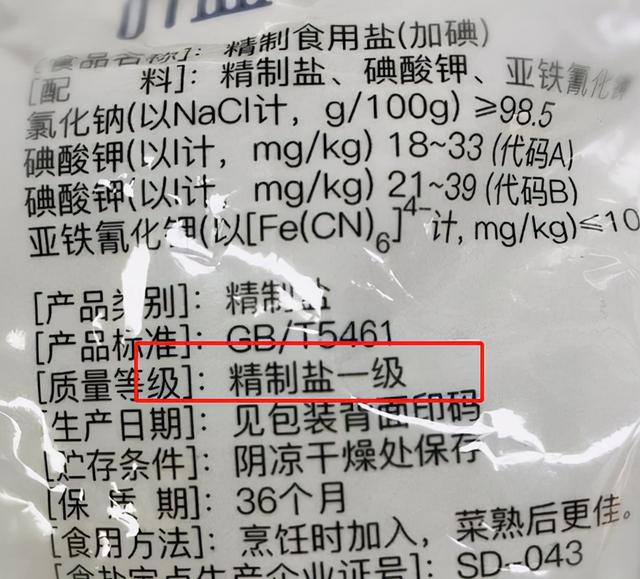 [食品名称]：精制食用盐(加碘)
[配 料]：精制盐、碘酸钾、亚铁氰化钾
氯化钠(以NaCl计，g/100g) ≥98.5
碘酸钾(以I计，mg/kg) 18~33 (代码A)
碘酸钾(以I计，mg/kg) 21~39 (代码B)
亚铁氰化钾(以[Fe(CN)₆]⁴⁻计, mg/kg)≤10
[产品类别]：精制盐
[产品标准]：GB/T5461
[质量等级]：精制盐一级
[生产日期]：见包装背面印码
[贮存条件]：阴凉干燥处保存
[保 质 期]：36个月
[食用方法]：烹饪时加入，菜熟后更佳。
[食盐定点生产企业证号]：SD-043